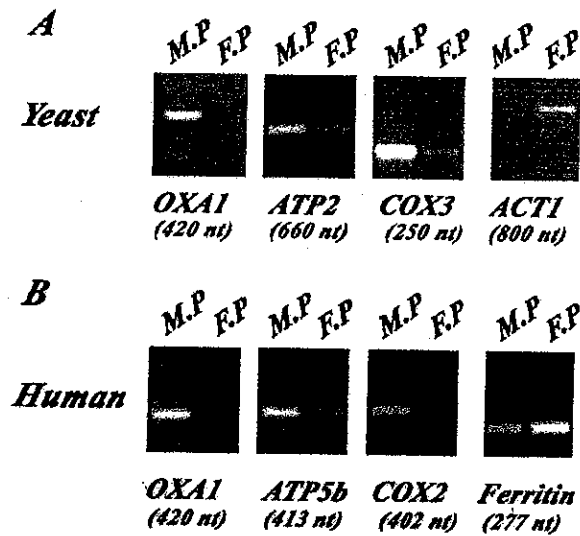 A
M.P F.P M.P F.P M.P F.P M.P F.P
Yeast
OXA1 ATP2 COX3 ACT1
(420 nt) (660 nt) (250 nt) (800 nt)
B
M.P F.P M.P F.P M.P F.P M.P F.P
Human
OXA1 ATP5b COX2 Ferritin
(420 nt) (413 nt) (402 nt) (277 nt)